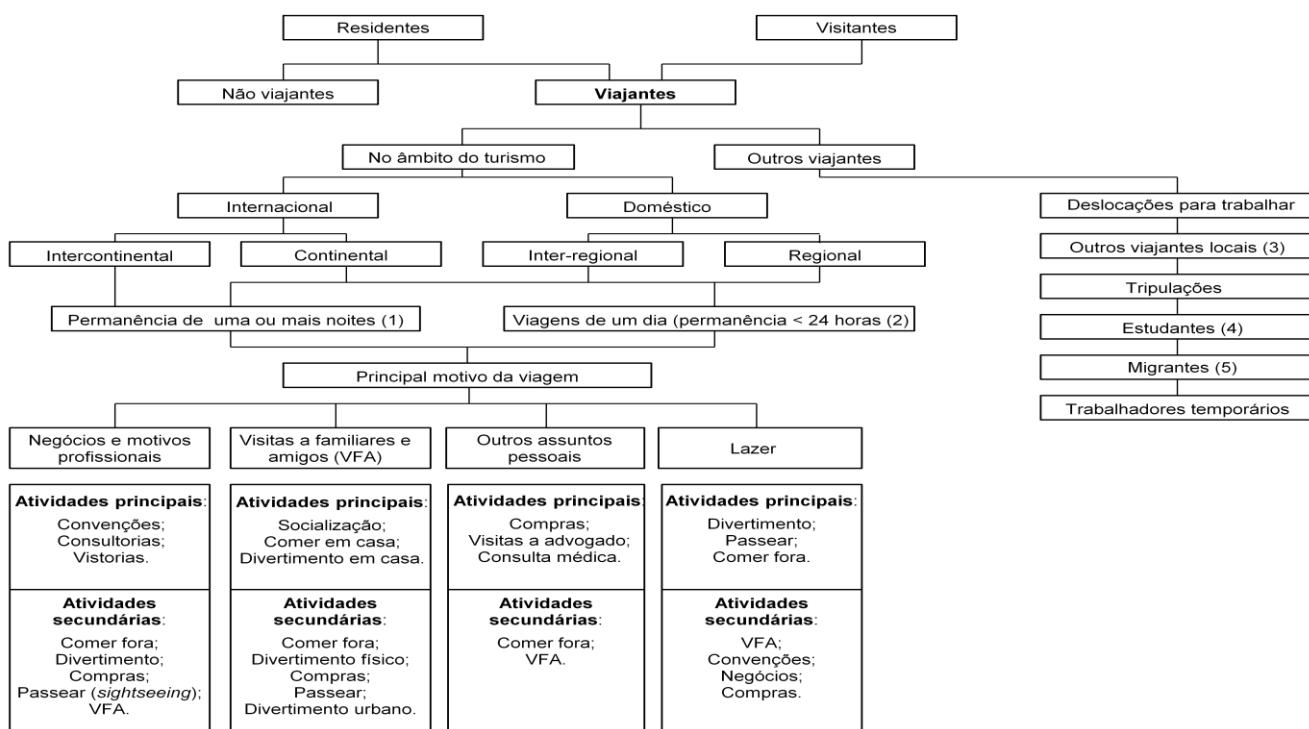 Residentes
Visitantes
Não viajantes
Viajantes
No âmbito do turismo
Outros viajantes
Internacional
Doméstico
Deslocações para trabalhar
Intercontinental
Continental
Inter-regional
Regional
Outros viajantes locais (3)
Tripulações
Permanência de uma ou mais noites (1)
Viagens de um dia (permanência < 24 horas (2)
Estudantes (4)
Migrantes (5)
Trabalhadores temporários
Principal motivo da viagem
Negócios e motivos
profissionais
Visitas a familiares e
amigos (VFA)
Outros assuntos
pessoais
Lazer
Atividades principais:
Convenções;
Consultorias;
Vistorias.
Atividades principais:
Socialização;
Comer em casa;
Divertimento em casa.
Atividades principais:
Compras;
Visitas a advogado;
Consulta médica.
Atividades principais:
Divertimento;
Passear;
Comer fora.
Atividades
secundárias:
Comer fora;
Divertimento;
Compras;
Passear (sightseeing);
VFA.
Atividades
secundárias:
Comer fora;
Divertimento físico;
Compras;
Passear;
Divertimento urbano.
Atividades
secundárias:
Comer fora;
VFA.
Atividades
secundárias:
VFA;
Convenções;
Negócios;
Compras.